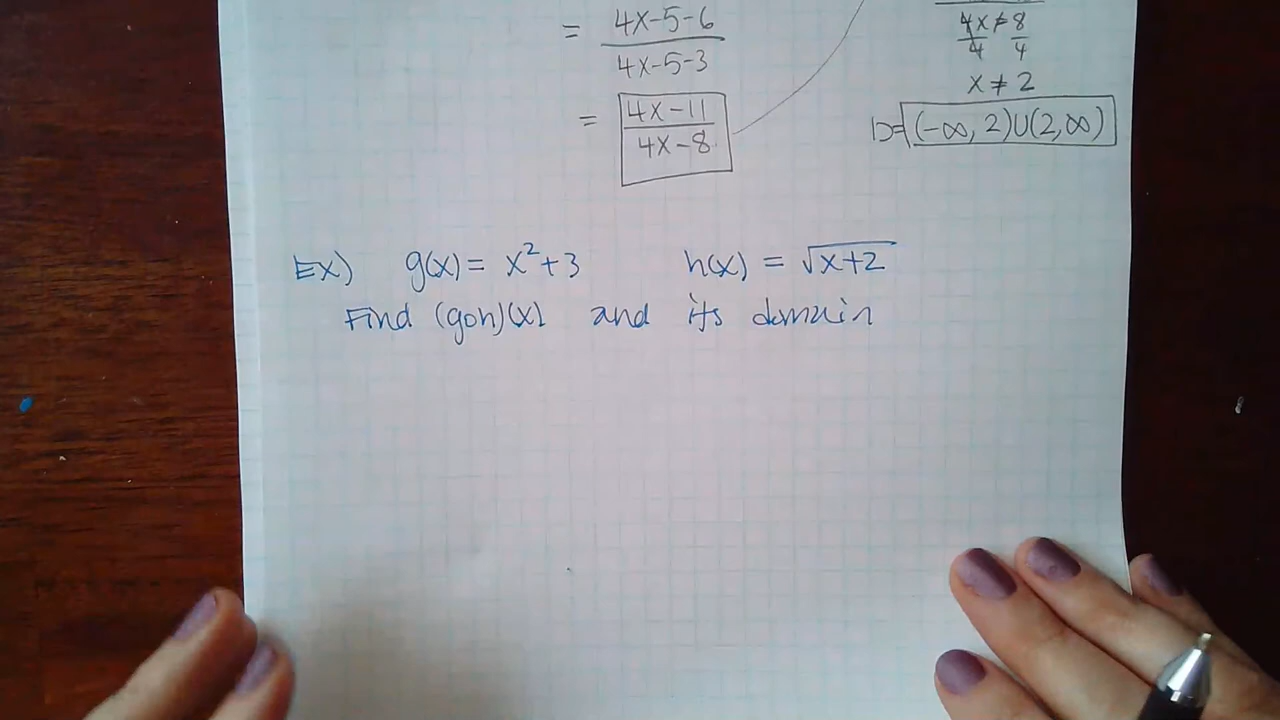 = 4x-5-6 / 4x-5-3
= 4x-11 / 4x-8
4x≠8
4 4
x ≠ 2
D= (-∞, 2)∪(2,∞)
Ex) g(x) = x²+3 h(x) = √x+2
Find (goh)(x) and its domain